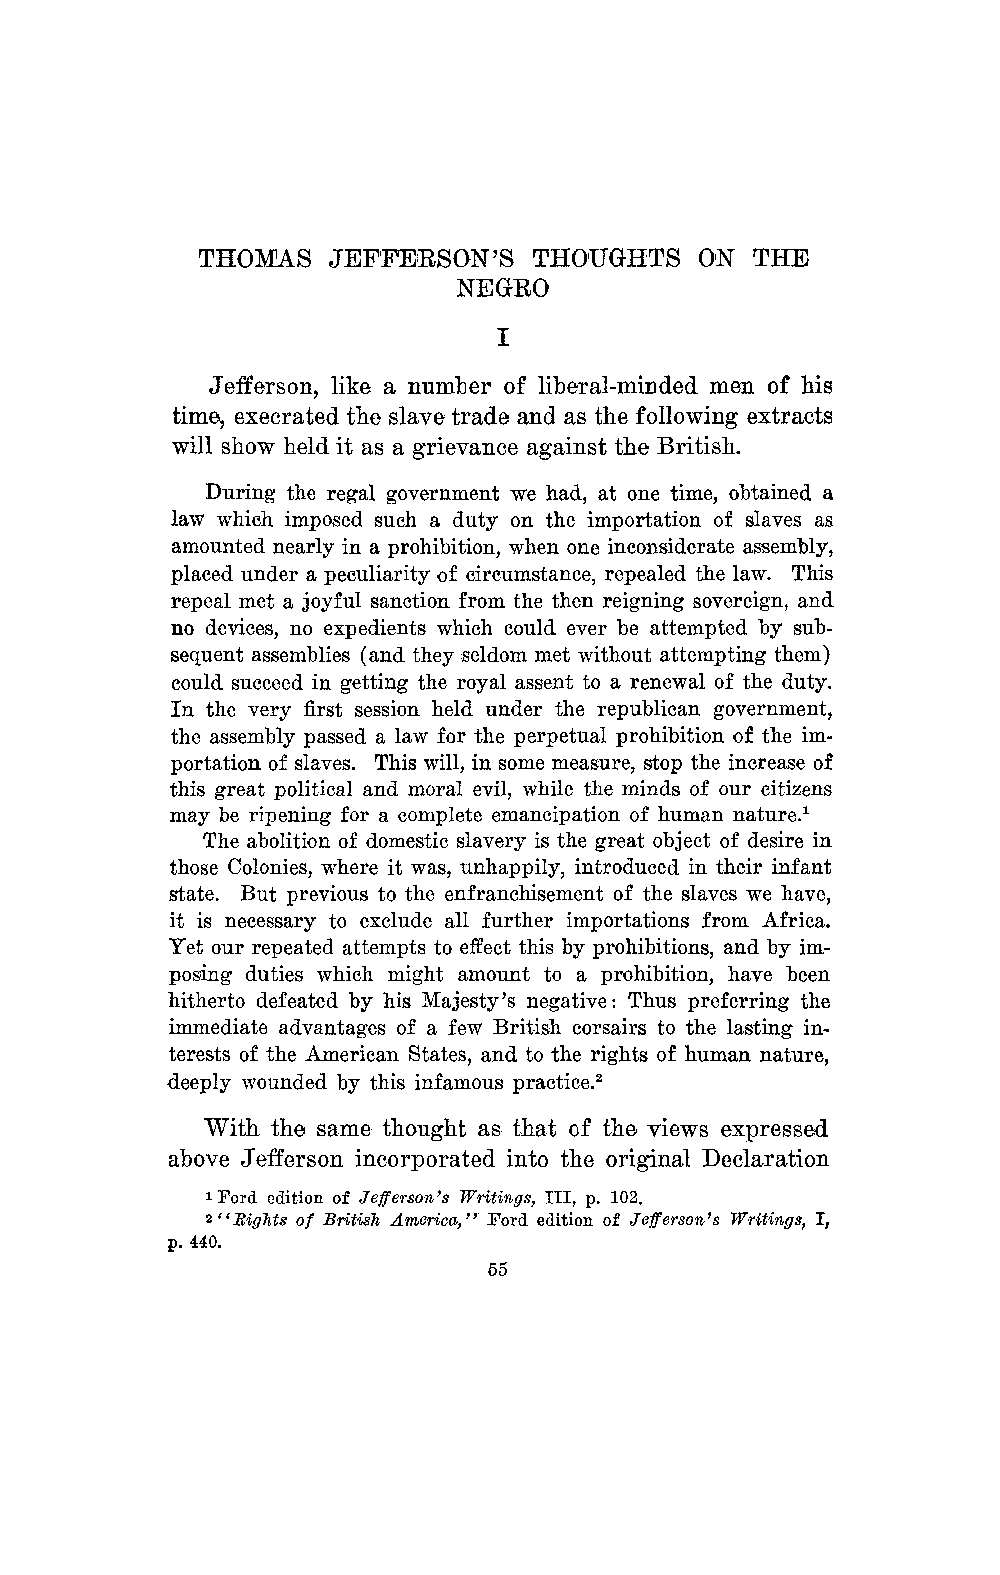 THOMAS JEFFERSON'S THOUGHTS ON THE
NEGRO
I
Jefferson, like a number of liberal-minded men of his
time, execrated the slave trade and as the following extracts
will show held it as a grievance against the British.
During the regal government we had, at one time, obtained a
law which imposed such a duty on the importation of slaves as
amounted nearly in a prohibition, when one inconsiderate assembly,
placed under a peculiarity of circumstance, repealed the law. This
repeal met a joyful sanction from the then reigning sovereign, and
no devices, no expedients which could ever be attempted by sub-
sequent assemblies (and they seldom met without attempting them)
could succeed in getting the royal assent to a renewal of the duty.
In the very first session held under the republican government,
the assembly passed a law for the perpetual prohibition of the im-
portation of slaves. This will, in some measure, stop the increase of
this great political and moral evil, while the minds of our citizens
may be ripening for a complete emancipation of human nature.¹
The abolition of domestic slavery is the great object of desire in
those Colonies, where it was, unhappily, introduced in their infant
state. But previous to the enfranchisement of the slaves we have,
it is necessary to exclude all further importations from Africa.
Yet our repeated attempts to effect this by prohibitions, and by im-
posing duties which might amount to a prohibition, have been
hitherto defeated by his Majesty's negative: Thus preferring the
immediate advantages of a few British corsairs to the lasting in-
terests of the American States, and to the rights of human nature,
deeply wounded by this infamous practice.²
With the same thought as that of the views expressed
above Jefferson incorporated into the original Declaration
¹ Ford edition of Jefferson's Writings, III, p. 102.
² ''Rights of British America,'' Ford edition of Jefferson's Writings, I,
p. 440.
55